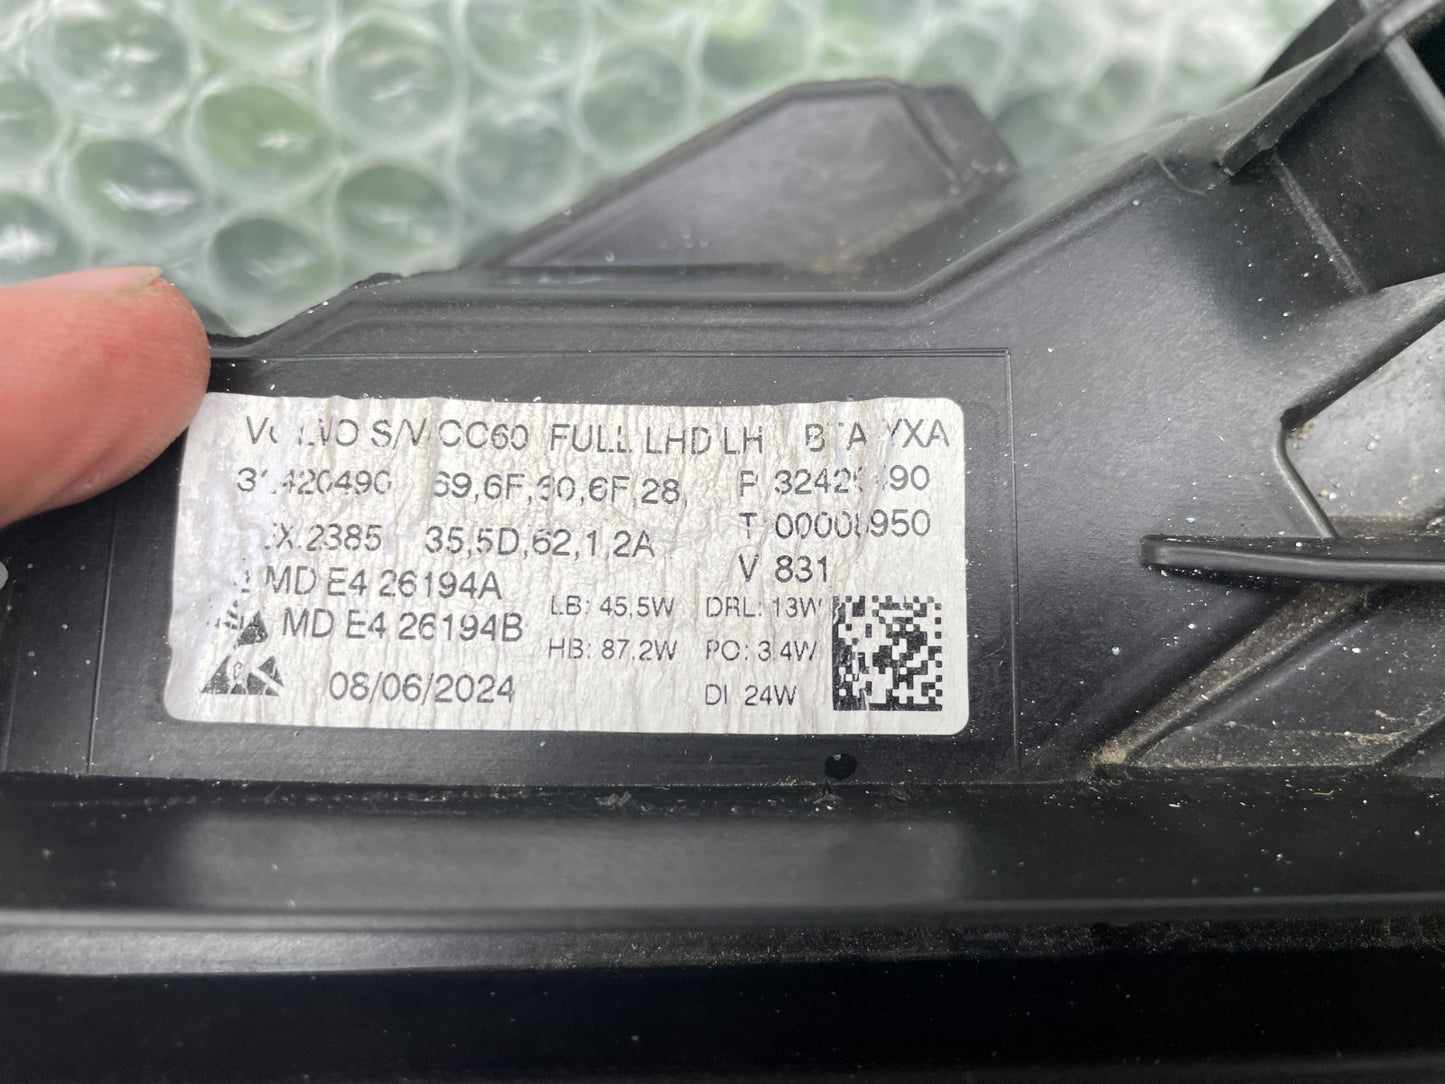 VOLVO S/V/CC60 FULL LHD LH YXA
69,6F,60,6F,28, P
2385 35,5D,62,1,2A T
MD E4 26194A V 831
MD E4 26194B LB: 45,5W DRL: 13W
HB: 87,2W PO: 3,4W
08/06/2024 DI 24W